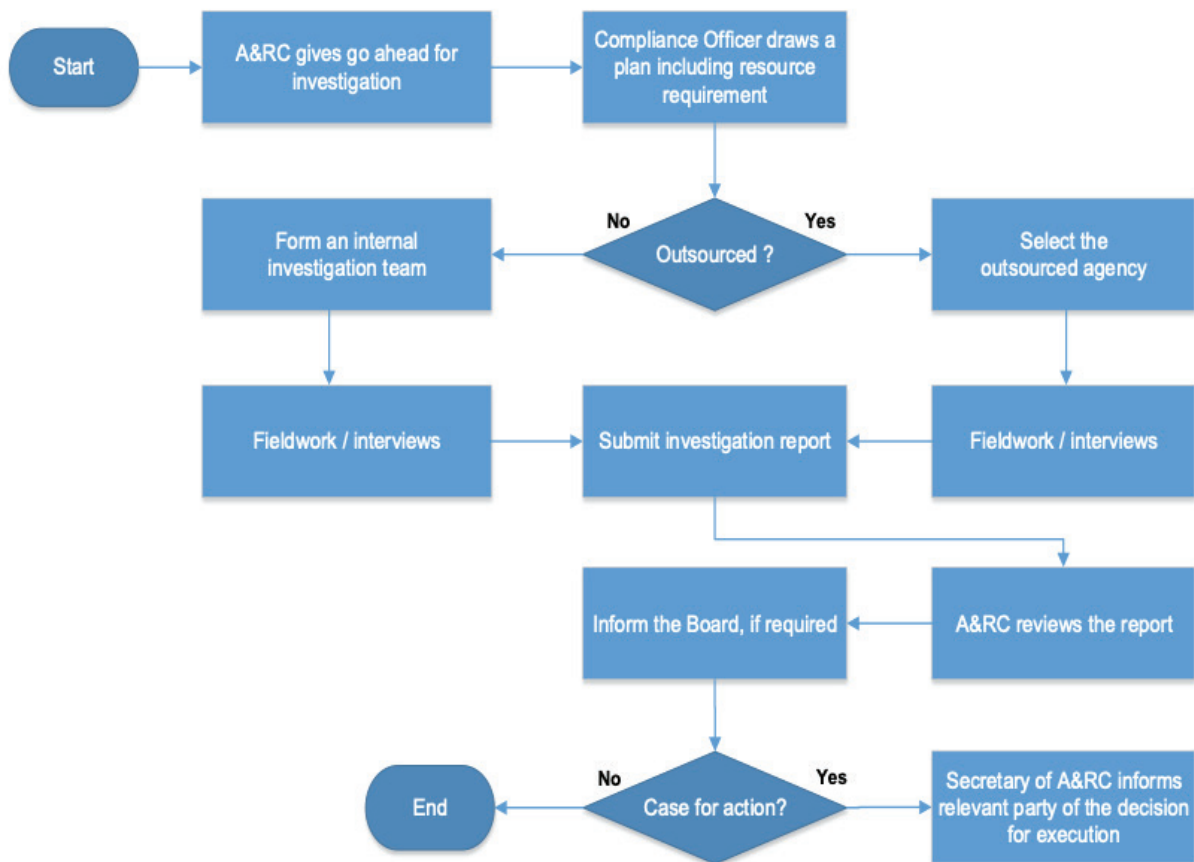 Start
A&RC gives go ahead for
investigation
Compliance Officer draws a
plan including resource
requirement
No
Yes
Form an internal
investigation team
Outsourced ?
Select the
outsourced agency
Fieldwork / interviews
Submit investigation report
Fieldwork / interviews
Inform the Board, if required
A&RC reviews the report
No
Yes
End
Case for action?
Secretary of A&RC informs
relevant party of the decision
for execution